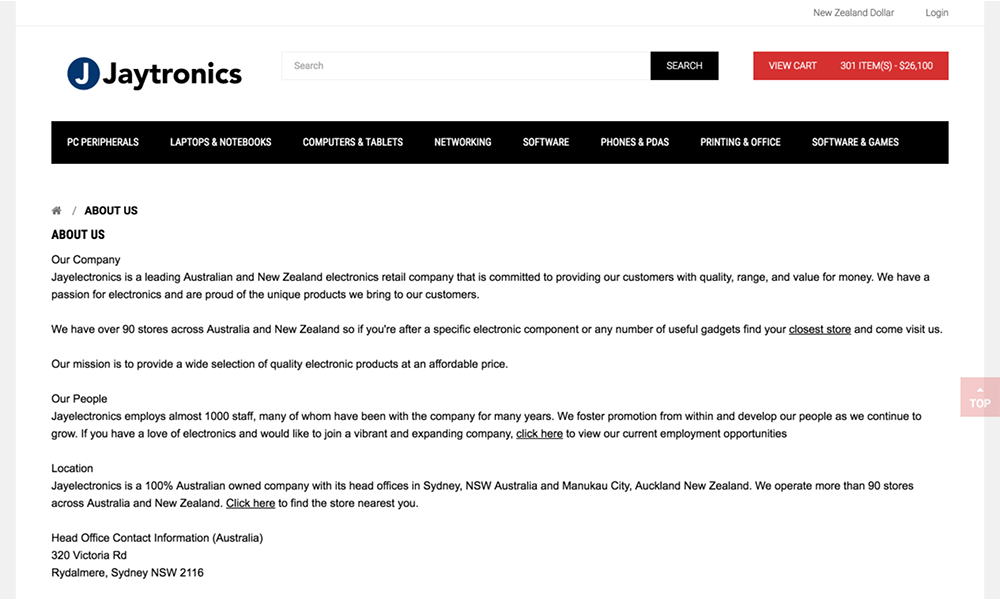 New Zealand Dollar Login
J Jaytronics
Search SEARCH
VIEW CART 301 ITEM(S) - $26,100
PC PERIPHERALS LAPTOPS & NOTEBOOKS COMPUTERS & TABLETS NETWORKING SOFTWARE PHONES & PDAS PRINTING & OFFICE SOFTWARE & GAMES
/ ABOUT US
ABOUT US
Our Company
Jayelectronics is a leading Australian and New Zealand electronics retail company that is committed to providing our customers with quality, range, and value for money. We have a
passion for electronics and are proud of the unique products we bring to our customers.
We have over 90 stores across Australia and New Zealand so if you're after a specific electronic component or any number of useful gadgets find your closest store and come visit us.
Our mission is to provide a wide selection of quality electronic products at an affordable price.
TOP
Our People
Jayelectronics employs almost 1000 staff, many of whom have been with the company for many years. We foster promotion from within and develop our people as we continue to
grow. If you have a love of electronics and would like to join a vibrant and expanding company, click here to view our current employment opportunities
Location
Jayelectronics is a 100% Australian owned company with its head offices in Sydney, NSW Australia and Manukau City, Auckland New Zealand. We operate more than 90 stores
across Australia and New Zealand. Click here to find the store nearest you.
Head Office Contact Information (Australia)
320 Victoria Rd
Rydalmere, Sydney NSW 2116